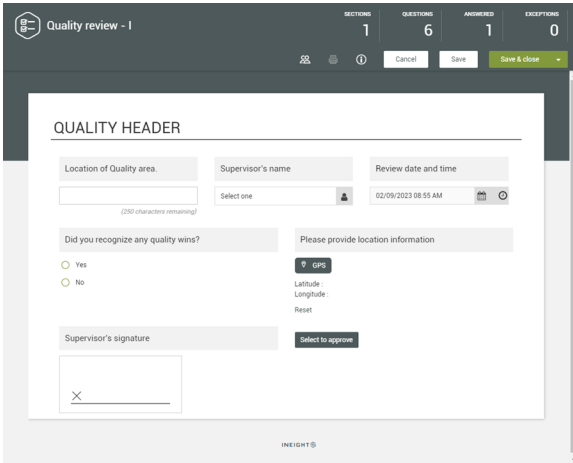 Quality review - I
SECTIONS QUESTIONS ANSWERED EXCEPTIONS
1 6 1 0
Cancel Save Save & close
QUALITY HEADER
Location of Quality area. Supervisor's name Review date and time
Select one 02/09/2023 08:55 AM
(250 characters remaining)
Did you recognize any quality wins? Please provide location information
Yes GPS
No
Latitude :
Longitude :
Reset
Supervisor's signature Select to approve
INEIGHT